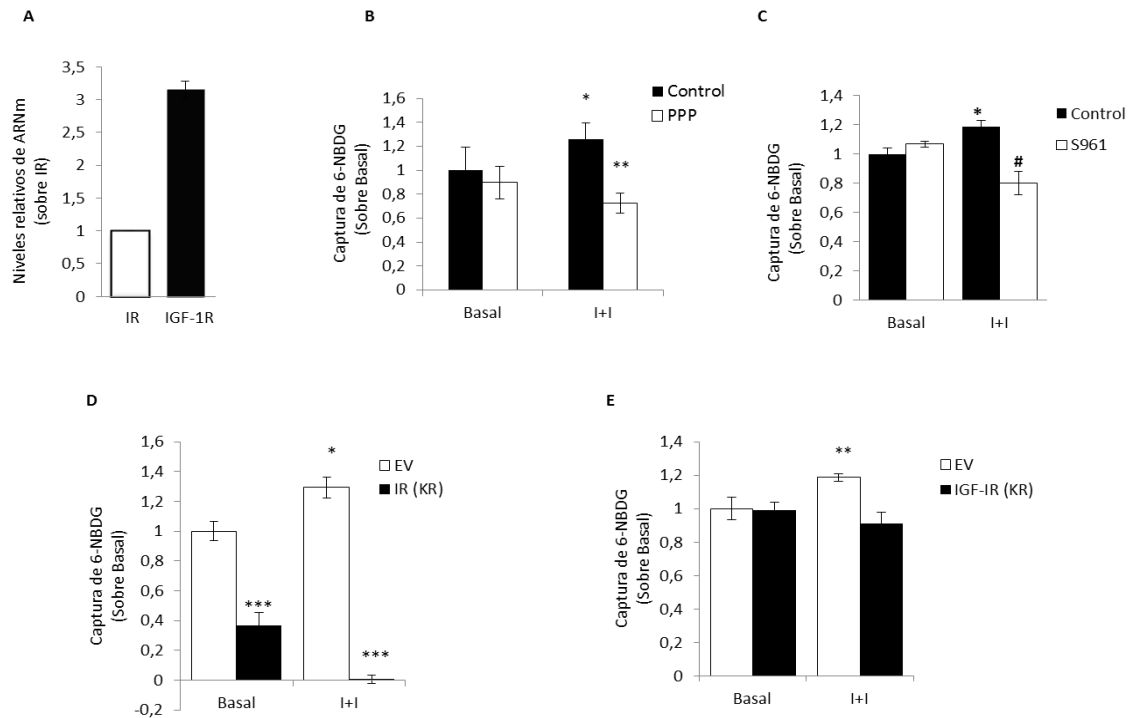 A
Niveles relativos de ARNm
(sobre IR)
3,5
3
2,5
2
1,5
1
0,5
0
IR
IGF-1R
B
Captura de 6-NBDG
(Sobre Basal)
1,6
1,4
1,2
1
0,8
0,6
0,4
0,2
0
*
**
Control
PPP
Basal
I+I
C
Captura de 6-NBDG
(Sobre Basal)
1,4
1,2
1
0,8
0,6
0,4
0,2
0
*
#
Control
S961
Basal
I+I
D
Captura de 6-NBDG
(Sobre Basal)
1,6
1,4
1,2
1
0,8
0,6
0,4
0,2
0
-0,2
***
*
***
EV
IR (KR)
Basal
I+I
E
Captura de 6-NBDG
(Sobre Basal)
1,4
1,2
1
0,8
0,6
0,4
0,2
0
**
EV
IGF-IR (KR)
Basal
I+I